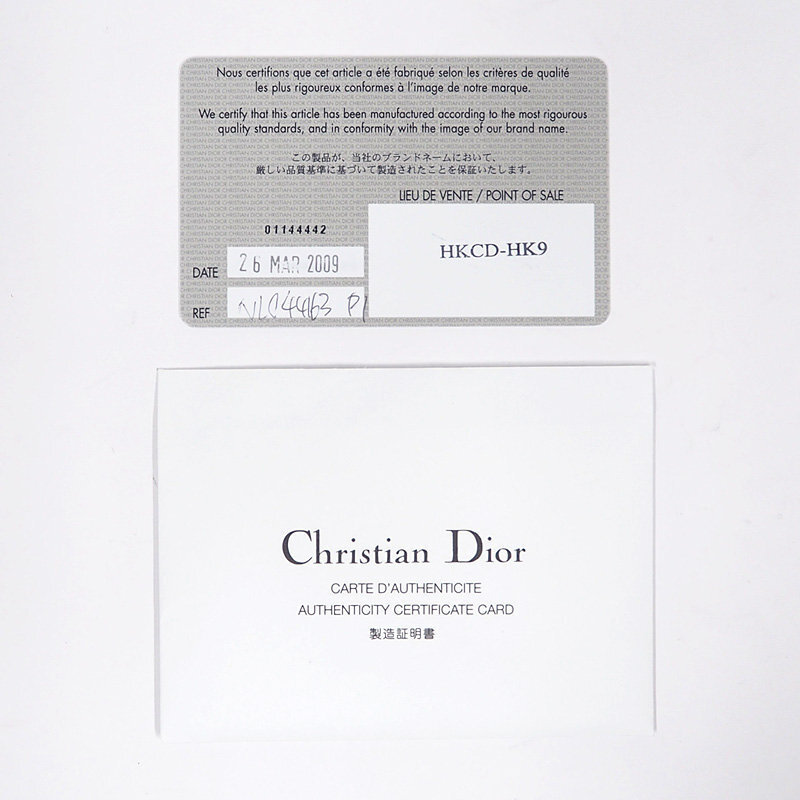 Nous certifions que cet article a été fabriqué selon les critères de qualité
les plus rigoureux conformes à l'image de notre marque.
We certify that this article has been manufactured according to the most rigourous
quality standards, and in conformity with the image of our brand name.
この製品が、当社のブランドネームにおいて、
厳しい品質基準に基づいて製造されたことを保証いたします。
LIEU DE VENTE / POINT OF SALE
01144442
HKCD-HK9
DATE 26 MAR 2009
REF
Christian Dior
CARTE D'AUTHENTICITE
AUTHENTICITY CERTIFICATE CARD
製造証明書